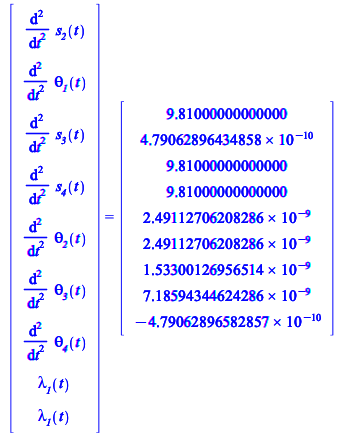 d²/dt² s₂(t)
d²/dt² θ₁(t)
d²/dt² s₃(t)
d²/dt² s₄(t)
d²/dt² θ₂(t)
d²/dt² θ₃(t)
d²/dt² θ₄(t)
λ₁(t)
λ₁(t)
=
9.81000000000000
4.79062896434858 × 10⁻¹⁰
9.81000000000000
9.81000000000000
2.49112706208286 × 10⁻⁹
2.49112706208286 × 10⁻⁹
1.53300126956514 × 10⁻⁹
7.18594344624286 × 10⁻⁹
−4.79062896582857 × 10⁻¹⁰